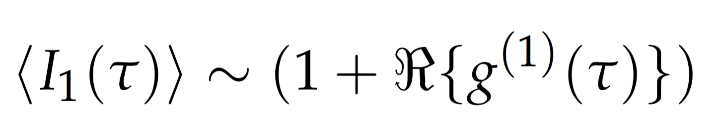 ⟨I₁(τ)⟩ ∼ (1 + ℜ{g⁽¹⁾(τ)})